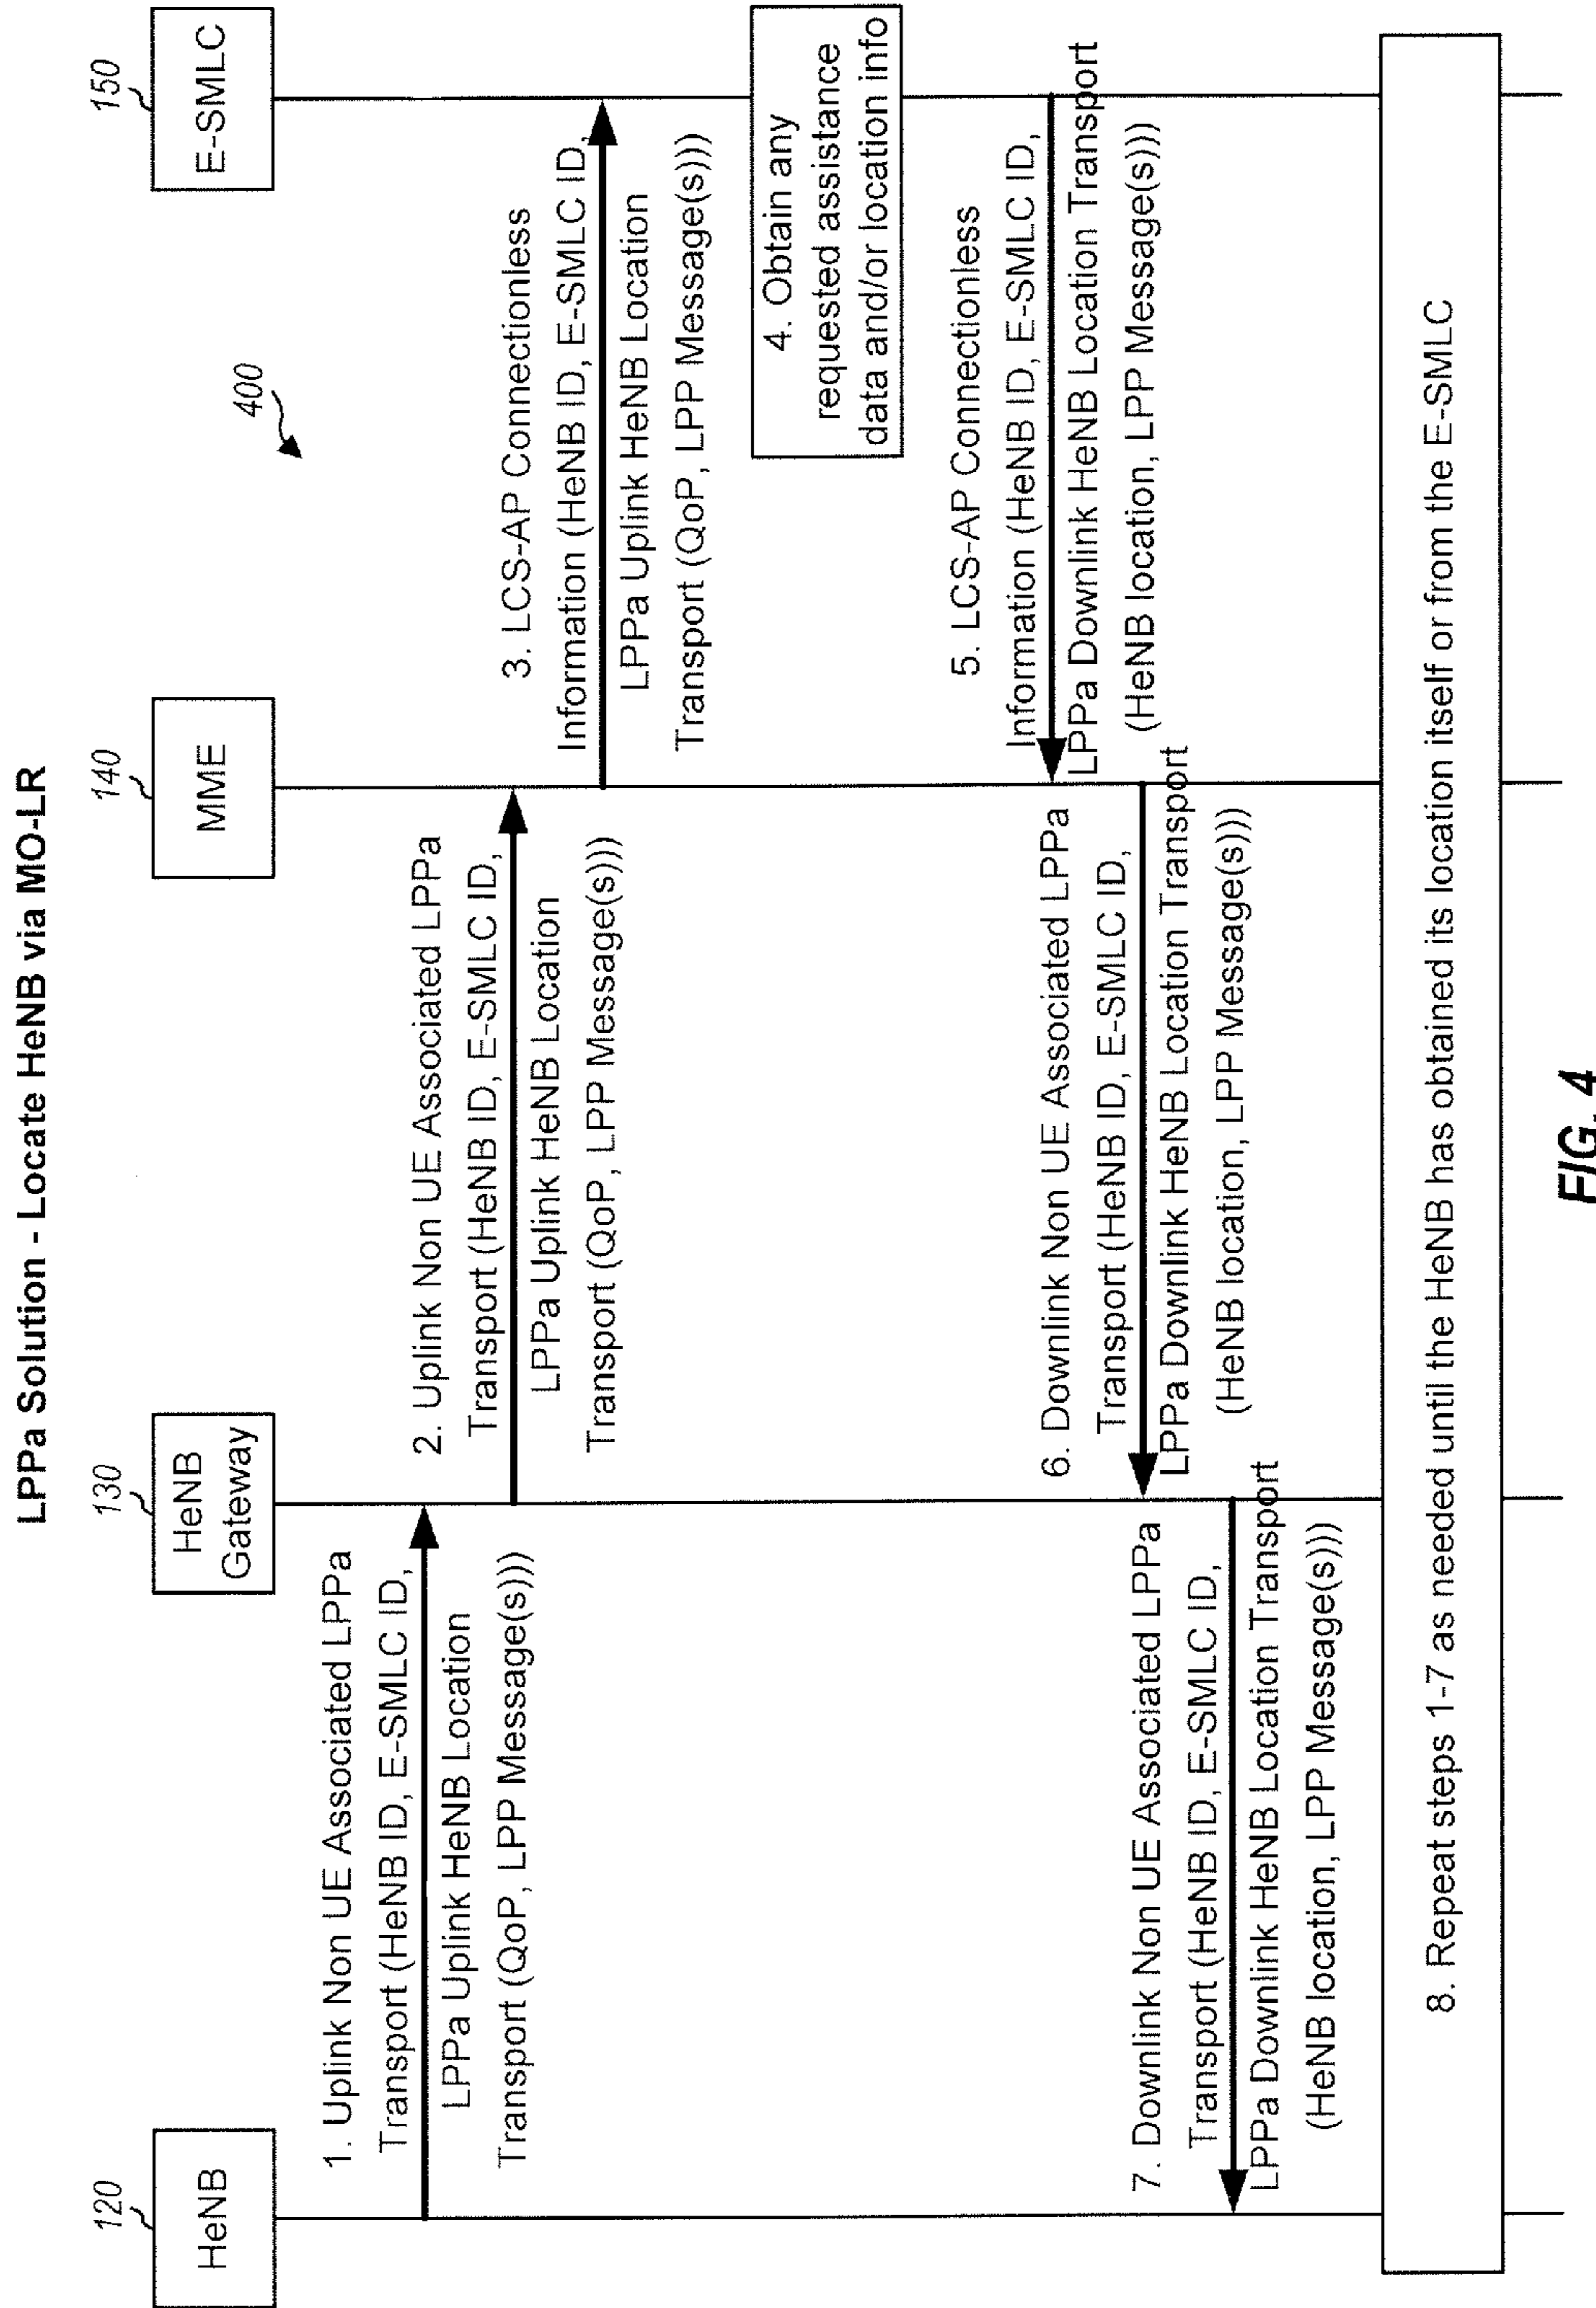 LPPa Solution - Locate HeNB via MO-LR
120
HeNB
130
HeNB
Gateway
140
MME
150
E-SMLC
400
1. Uplink Non UE Associated LPPa
Transport (HeNB ID, E-SMLC ID,
LPPa Uplink HeNB Location
Transport (QoP, LPP Message(s)))
2. Uplink Non UE Associated LPPa
Transport (HeNB ID, E-SMLC ID,
LPPa Uplink HeNB Location
Transport (QoP, LPP Message(s)))
3. LCS-AP Connectionless
Information (HeNB ID, E-SMLC ID,
LPPa Uplink HeNB Location
Transport (QoP, LPP Message(s)))
4. Obtain any
requested assistance
data and/or location info
5. LCS-AP Connectionless
Information (HeNB ID, E-SMLC ID,
LPPa Downlink HeNB Location Transport
(HeNB location, LPP Message(s)))
6. Downlink Non UE Associated LPPa
Transport (HeNB ID, E-SMLC ID,
LPPa Downlink HeNB Location Transport
(HeNB location, LPP Message(s)))
7. Downlink Non UE Associated LPPa
Transport (HeNB ID, E-SMLC ID,
LPPa Downlink HeNB Location Transport
(HeNB location, LPP Message(s)))
8. Repeat steps 1-7 as needed until the HeNB has obtained its location itself or from the E-SMLC
FIG. 4